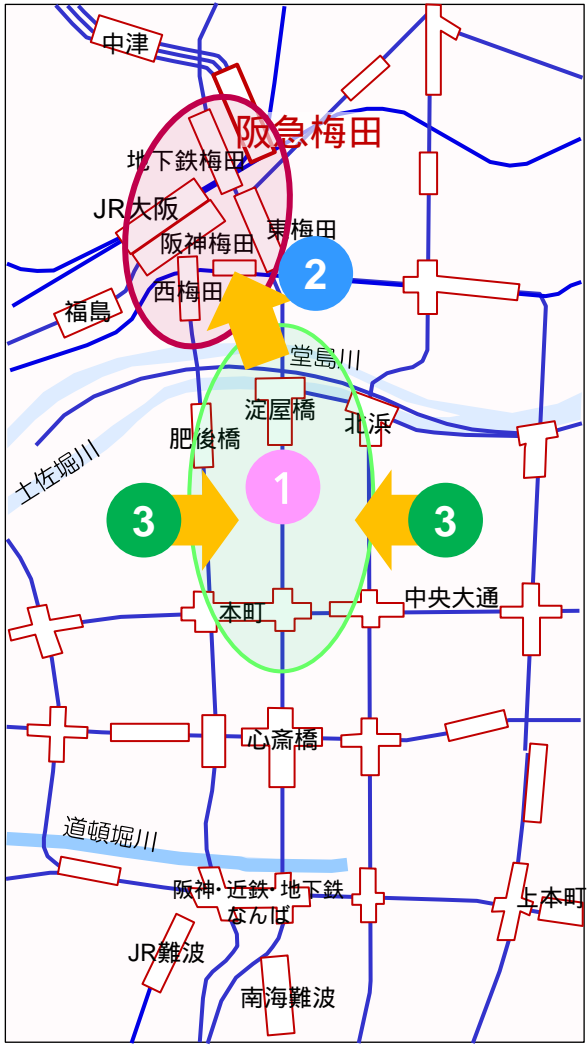 中津
阪急梅田
地下鉄梅田
JR大阪
東梅田
阪神梅田
2
西梅田
福島
堂島川
淀屋橋
北浜
肥後橋
土佐堀川
1
3
3
中央大通
本町
心斎橋
道頓堀川
阪神・近鉄・地下鉄
なんば
上本町
JR難波
南海難波